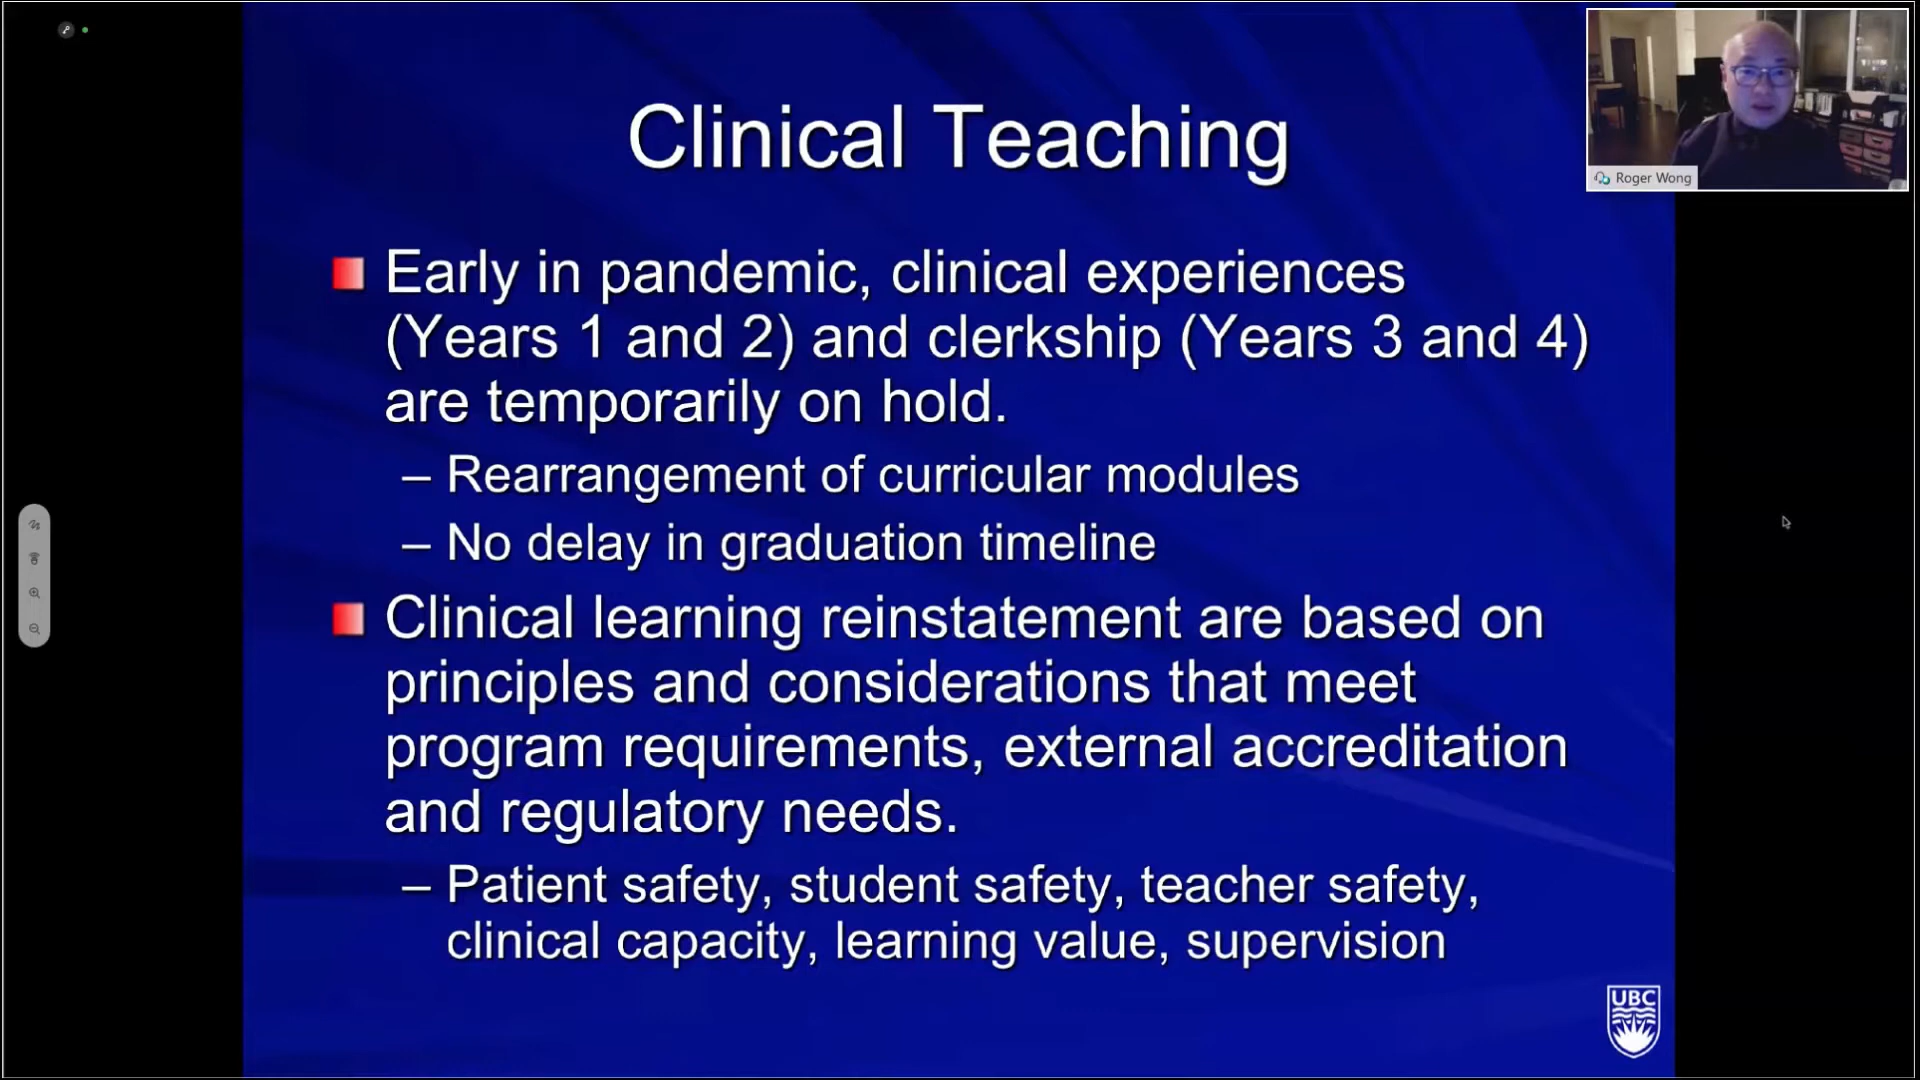 Clinical Teaching
Roger Wong
Early in pandemic, clinical experiences
(Years 1 and 2) and clerkship (Years 3 and 4)
are temporarily on hold.
– Rearrangement of curricular modules
– No delay in graduation timeline
Clinical learning reinstatement are based on
principles and considerations that meet
program requirements, external accreditation
and regulatory needs.
– Patient safety, student safety, teacher safety,
clinical capacity, learning value, supervision
UBC